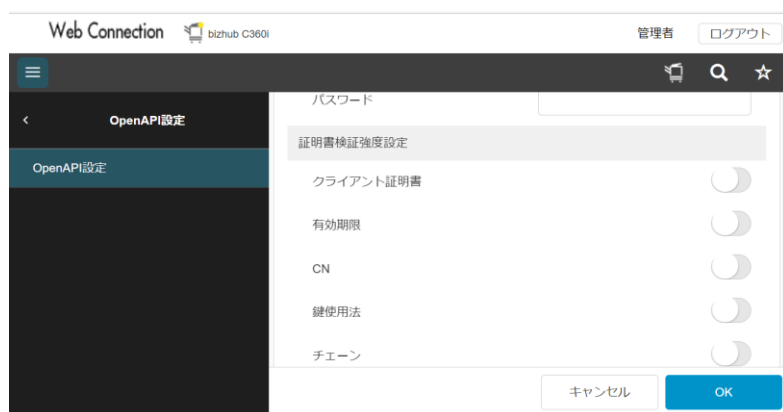 Web Connection bizhub C360i 管理者 ログアウト
< OpenAPI設定
OpenAPI設定
パスワード
証明書検証強度設定
クライアント証明書
有効期限
CN
鍵使用法
チェーン
キャンセル OK